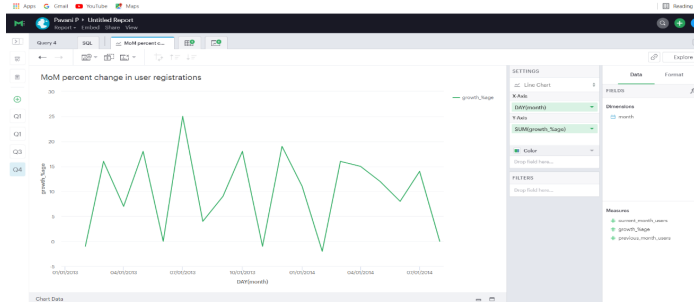 Apps Gmail YouTube Maps Reading
Pavani P • Untitled Report
Report Embed Share View
Query 4 SQL MoM percent c...
Explore
MoM percent change in user registrations
growth_%age
30
25
20
15
10
5
0
-5
growth_%age
01/01/2013 04/01/2013 07/01/2013 10/01/2013 01/01/2014 04/01/2014 07/01/2014
DAY(month)
Chart Data
Q1
Q1
Q3
Q4
SETTINGS
Line Chart
X-Axis
DAY(month)
Y Axis
SUM(growth_%age)
Color
Drop field here...
FILTERS
Drop field here...
Data Format
FIELDS
Dimensions
month
Measures
current_month_users
growth_%age
previous_month_users